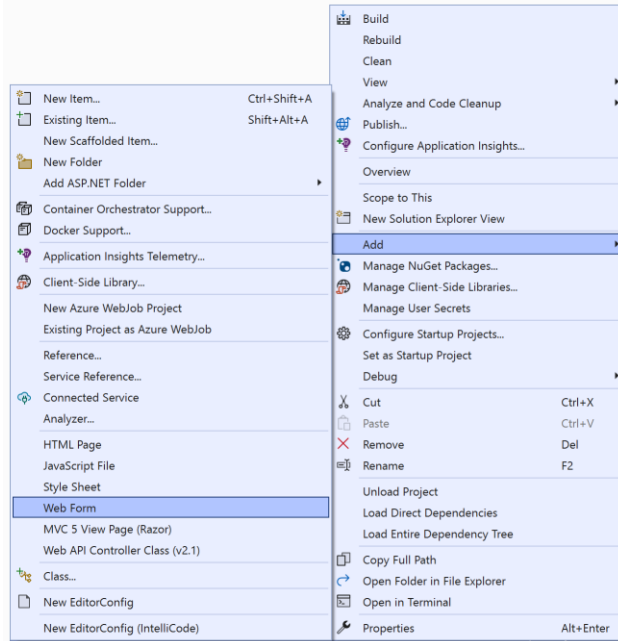 Build
Rebuild
Clean
View
Analyze and Code Cleanup
Publish...
Configure Application Insights...
Overview
Scope to This
New Solution Explorer View
Add
Manage NuGet Packages...
Manage Client-Side Libraries...
Manage User Secrets
Configure Startup Projects...
Set as Startup Project
Debug
Cut Ctrl+X
Paste Ctrl+V
Remove Del
Rename F2
Unload Project
Load Direct Dependencies
Load Entire Dependency Tree
Copy Full Path
Open Folder in File Explorer
Open in Terminal
Properties Alt+Enter
New Item... Ctrl+Shift+A
Existing Item... Shift+Alt+A
New Scaffolded Item...
New Folder
Add ASP.NET Folder
Container Orchestrator Support...
Docker Support...
Application Insights Telemetry...
Client-Side Library...
New Azure WebJob Project
Existing Project as Azure WebJob
Reference...
Service Reference...
Connected Service
Analyzer...
HTML Page
JavaScript File
Style Sheet
Web Form
MVC 5 View Page (Razor)
Web API Controller Class (v2.1)
Class...
New EditorConfig
New EditorConfig (IntelliCode)